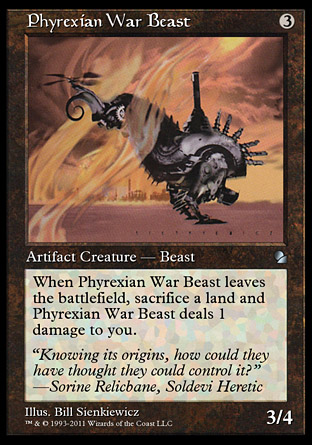 Phyrexian War Beast 3
SIENKIEWICZ
Artifact Creature — Beast
When Phyrexian War Beast leaves
the battlefield, sacrifice a land and
Phyrexian War Beast deals 1
damage to you.
“Knowing its origins, how could they
have thought they could control it?”
—Sorine Relicbane, Soldevi Heretic
Illus. Bill Sienkiewicz
™ & © 1993-2011 Wizards of the Coast LLC
3/4